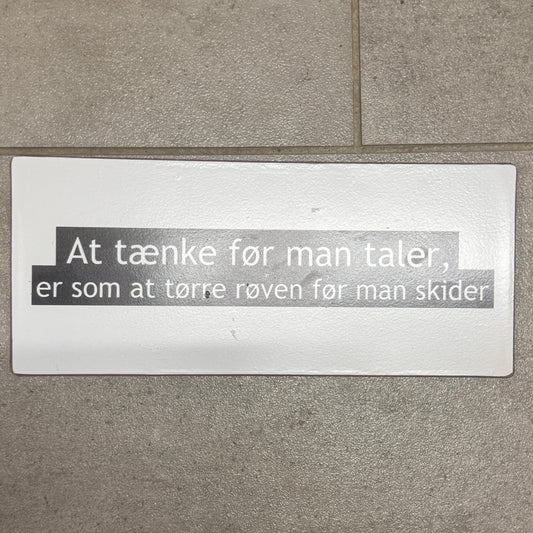 At tænke før man taler,
er som at tørre røven før man skider